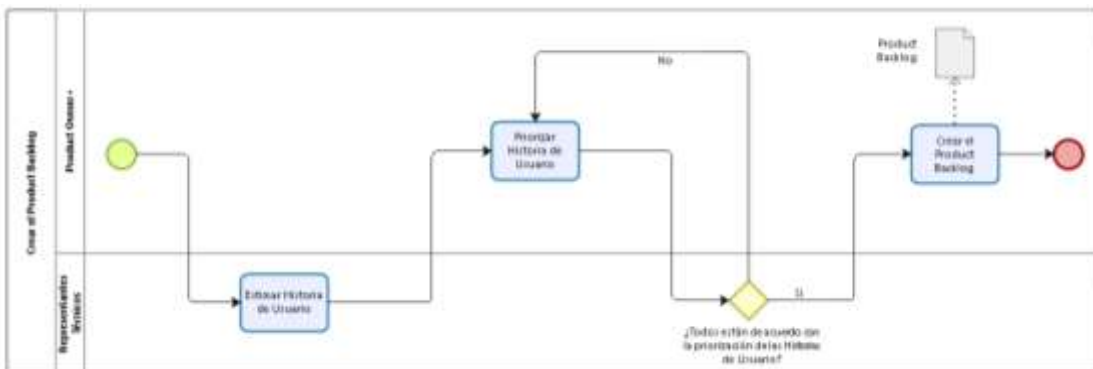 Crear el Product Backlog
Product Owner
Product
Backlog
No
Priorizar
Historia de
Usuario
Crear el
Product
Backlog
Representantes
Técnicos
Estimar Historia
de Usuario
Si
¿Todos están de acuerdo con
la priorización de las Historias
de Usuario?